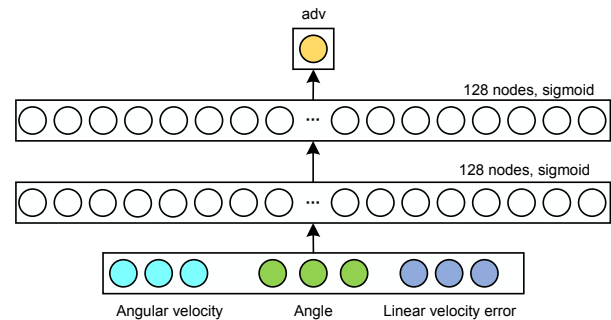 adv
128 nodes, sigmoid
...
128 nodes, sigmoid
...
Angular velocity Angle Linear velocity error